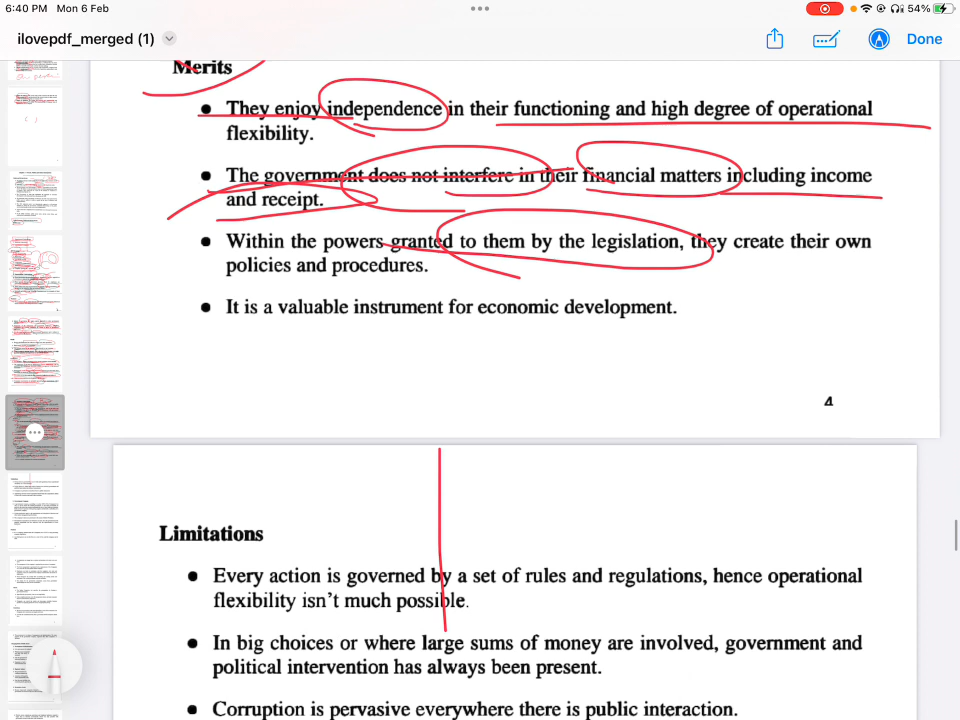 6:40 PM Mon 6 Feb
54%
ilovepdf_merged (1)
Done
Merits
• They enjoy independence in their functioning and high degree of operational
flexibility.
• The government does not interfere in their financial matters including income
and receipt.
• Within the powers granted to them by the legislation, they create their own
policies and procedures.
• It is a valuable instrument for economic development.
4
Limitations
• Every action is governed by a set of rules and regulations, hence operational
flexibility isn't much possible.
• In big choices or where large sums of money are involved, government and
political intervention has always been present.
• Corruption is pervasive everywhere there is public interaction.